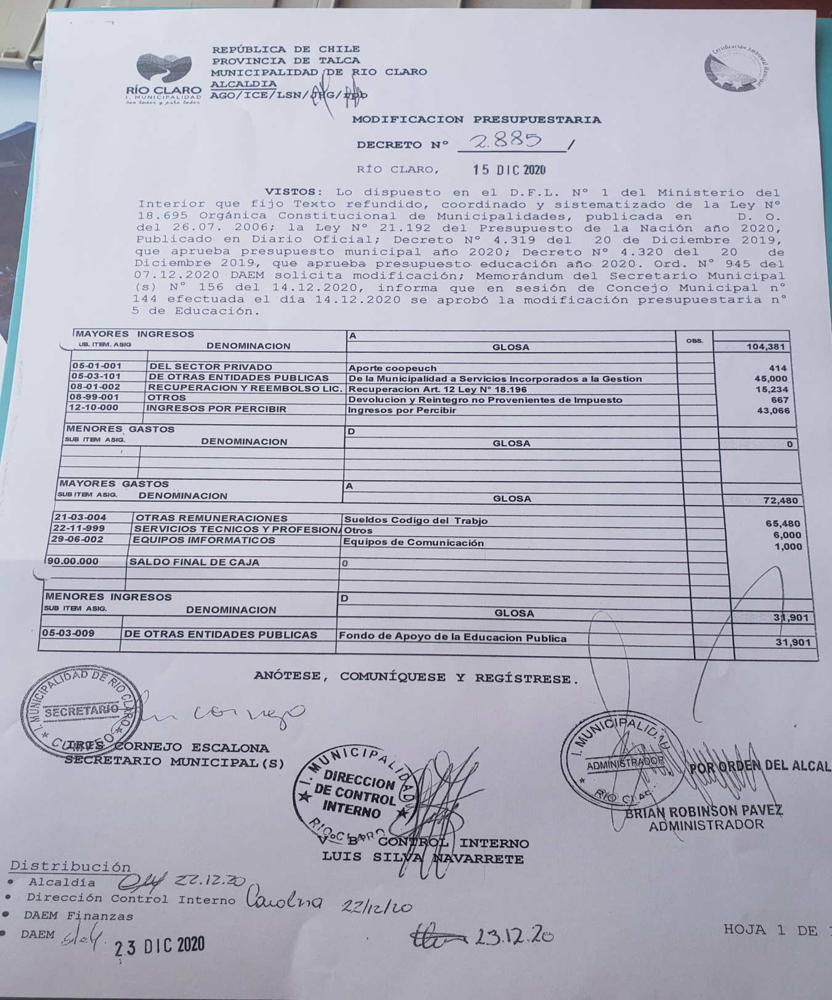 REPÚBLICA DE CHILE
PROVINCIA DE TALCA
MUNICIPALIDAD DE RIO CLARO
ALCALDIA
AGO/ICE/LSN/JHG/
RÍO CLARO
I. MUNICIPALIDAD
Con todos y para todos
Certificación Ambiental Municipal
MODIFICACION PRESUPUESTARIA
DECRETO Nº 2.885/
RÍO CLARO, 15 DIC 2020
VISTOS: Lo dispuesto en el D.F.L. Nº 1 del Ministerio del
Interior que fijo Texto refundido, coordinado y sistematizado de la Ley Nº
18.695 Orgánica Constitucional de Municipalidades, publicada en D. O.
del 26.07. 2006; la Ley Nº 21.192 del Presupuesto de la Nación año 2020,
Publicado en Diario Oficial; Decreto Nº 4.319 del 20 de Diciembre 2019,
que aprueba presupuesto municipal año 2020; Decreto Nº 4.320 del 20 de
Diciembre 2019, que aprueba presupuesto educación año 2020. Ord. Nº 945 del
07.12.2020 DAEM solicita modificación; Memorándum del Secretario Municipal
(s) Nº 156 del 14.12.2020, informa que en sesión de Concejo Municipal nº
144 efectuada el día 14.12.2020 se aprobó la modificación presupuestaria nº
5 de Educación.
MAYORES INGRESOS A
UB. ITEM. ASIG DENOMINACION GLOSA OBS. 104,381
05-01-001 DEL SECTOR PRIVADO Aporte coopeuch 414
05-03-101 DE OTRAS ENTIDADES PUBLICAS De la Municipalidad a Servicios Incorporados a la Gestion 45,000
08-01-002 RECUPERACION Y REEMBOLSO LIC. Recuperacion Art. 12 Ley Nº 18.196 15,234
08-99-001 OTROS Devolucion y Reintegro no Provenientes de Impuesto 667
12-10-000 INGRESOS POR PERCIBIR Ingresos por Percibir 43,066
MENORES GASTOS D
SUB ITEM ASIG. DENOMINACION GLOSA 0
MAYORES GASTOS A
SUB ITEM ASIG. DENOMINACION GLOSA 72,480
21-03-004 OTRAS REMUNERACIONES Sueldos Codigo del Trabjo 65,480
22-11-999 SERVICIOS TECNICOS Y PROFESION Otros 6,000
29-06-002 EQUIPOS IMFORMATICOS Equipos de Comunicación 1,000
90.00.000 SALDO FINAL DE CAJA 0
MENORES INGRESOS D
SUB ITEM ASIG. DENOMINACION GLOSA 31,901
05-03-009 DE OTRAS ENTIDADES PUBLICAS Fondo de Apoyo de la Educacion Publica 31,901
ANÓTESE, COMUNÍQUESE Y REGÍSTRESE.
I. MUNICIPALIDAD DE RIO CLARO
SECRETARIO
CUMPEO
IRES CORNEJO ESCALONA
SECRETARIO MUNICIPAL(S)
I. MUNICIPALIDAD
DIRECCION
DE CONTROL
INTERNO
RIO CLARO
VºBº CONTROL INTERNO
LUIS SILVA NAVARRETE
I. MUNICIPALIDAD
ADMINISTRADOR
RIO CLARO
POR ORDEN DEL ALCAL
BRIAN ROBINSON PAVEZ
ADMINISTRADOR
Distribución
• Alcaldía 22.12.20
• Dirección Control Interno Carolina 22/12/20
• DAEM Finanzas
• DAEM 23 DIC 2020
23.12.20
HOJA 1 DE 1